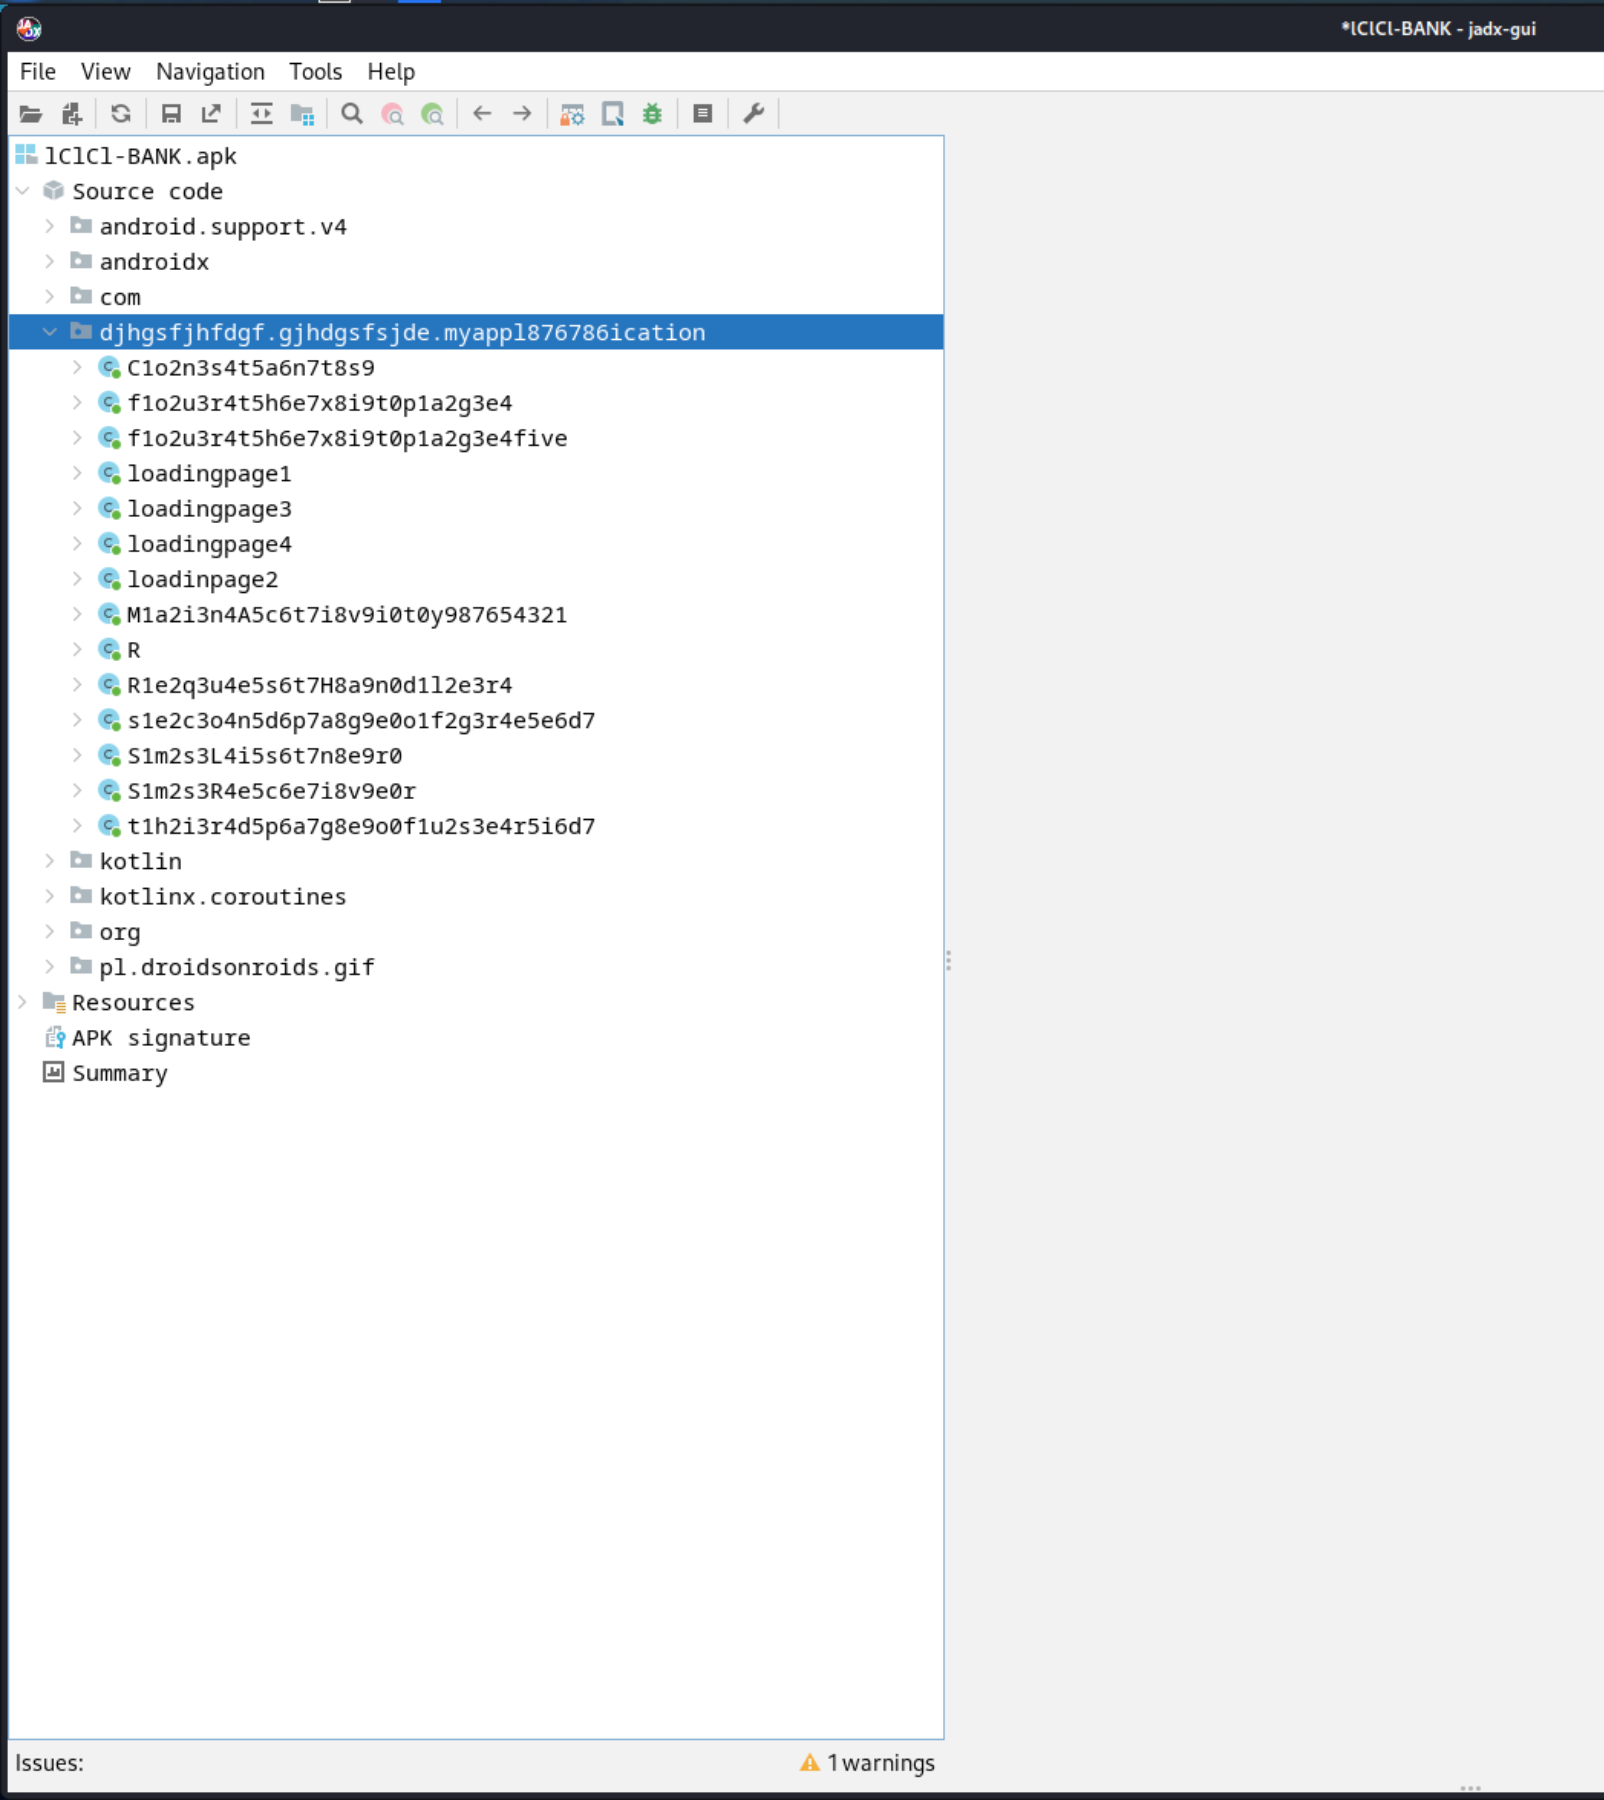 *lClCl-BANK - jadx-gui
File View Navigation Tools Help
lClCl-BANK.apk
Source code
android.support.v4
androidx
com
djhgsfjhfdgf.gjhdgsfsjde.myappl876786ication
C1o2n3s4t5a6n7t8s9
f1o2u3r4t5h6e7x8i9t0p1a2g3e4
f1o2u3r4t5h6e7x8i9t0p1a2g3e4five
loadingpage1
loadingpage3
loadingpage4
loadinpage2
M1a2i3n4A5c6t7i8v9i0t0y987654321
R
R1e2q3u4e5s6t7H8a9n0d1l2e3r4
s1e2c3o4n5d6p7a8g9e0o1f2g3r4e5e6d7
S1m2s3L4i5s6t7n8e9r0
S1m2s3R4e5c6e7i8v9e0r
t1h2i3r4d5p6a7g8e9o0f1u2s3e4r5i6d7
kotlin
kotlinx.coroutines
org
pl.droidsonroids.gif
Resources
APK signature
Summary
Issues: 1 warnings